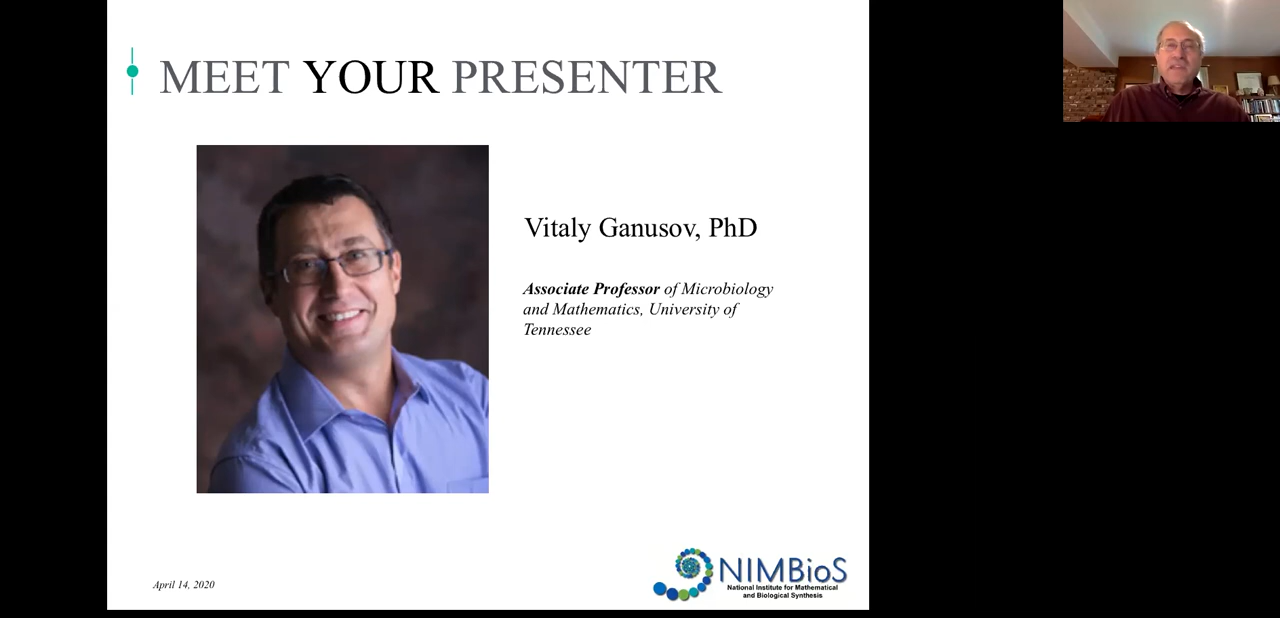 MEET YOUR PRESENTER
Vitaly Ganusov, PhD
Associate Professor of Microbiology
and Mathematics, University of
Tennessee
April 14, 2020
NIMBioS
National Institute for Mathematical
and Biological Synthesis